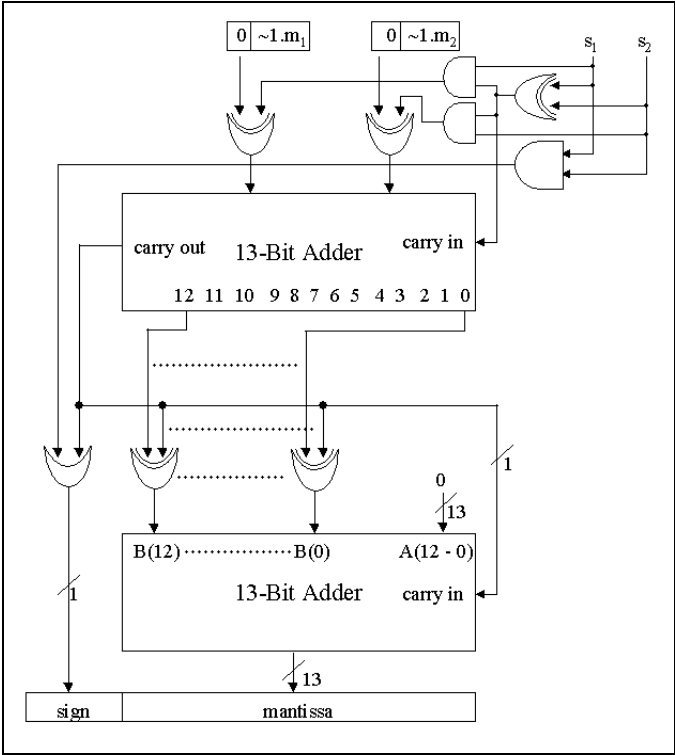 0 ~1.m₁ 0 ~1.m₂
s₁ s₂
carry out 13-Bit Adder carry in
12 11 10 9 8 7 6 5 4 3 2 1 0
1
0
13
B(12) B(0) A(12 - 0)
13-Bit Adder carry in
1
13
sign mantissa